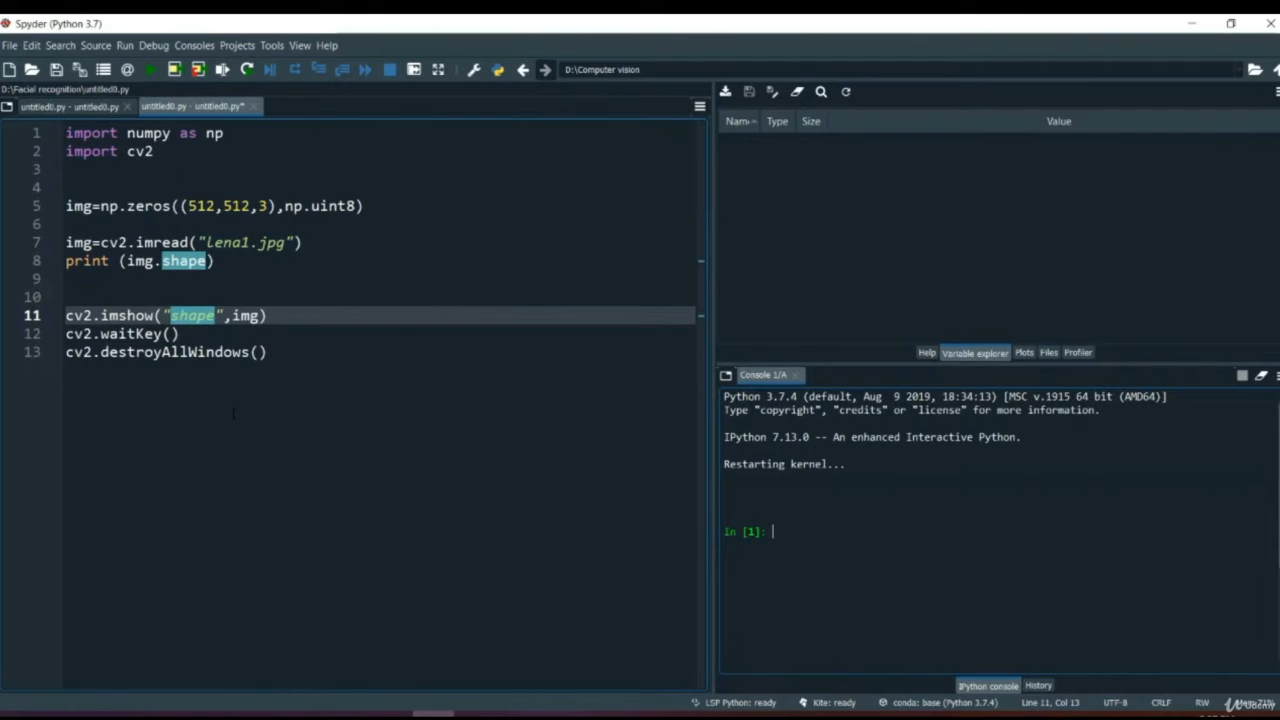 Spyder (Python 3.7)
File Edit Search Source Run Debug Consoles Projects Tools View Help
D:\Computer vision
D:\Facial recognition\untitled0.py
untitled0.py - untitled0.py
untitled0.py - untitled0.py*
1 import numpy as np
2 import cv2
3
4
5 img=np.zeros((512,512,3),np.uint8)
6
7 img=cv2.imread("lena1.jpg")
8 print (img.shape)
9
10
11 cv2.imshow("shape",img)
12 cv2.waitKey()
13 cv2.destroyAllWindows()
Nam Type Size Value
Help Variable explorer Plots Files Profiler
Console 1/A
Python 3.7.4 (default, Aug  9 2019, 18:34:13) [MSC v.1915 64 bit (AMD64)]
Type "copyright", "credits" or "license" for more information.
IPython 7.13.0 -- An enhanced Interactive Python.
Restarting kernel...
In [1]:
IPython console History
LSP Python: ready Kite: ready conda: base (Python 3.7.4) Line 11, Col 13 UTF-8 CRLF RW
Udemy